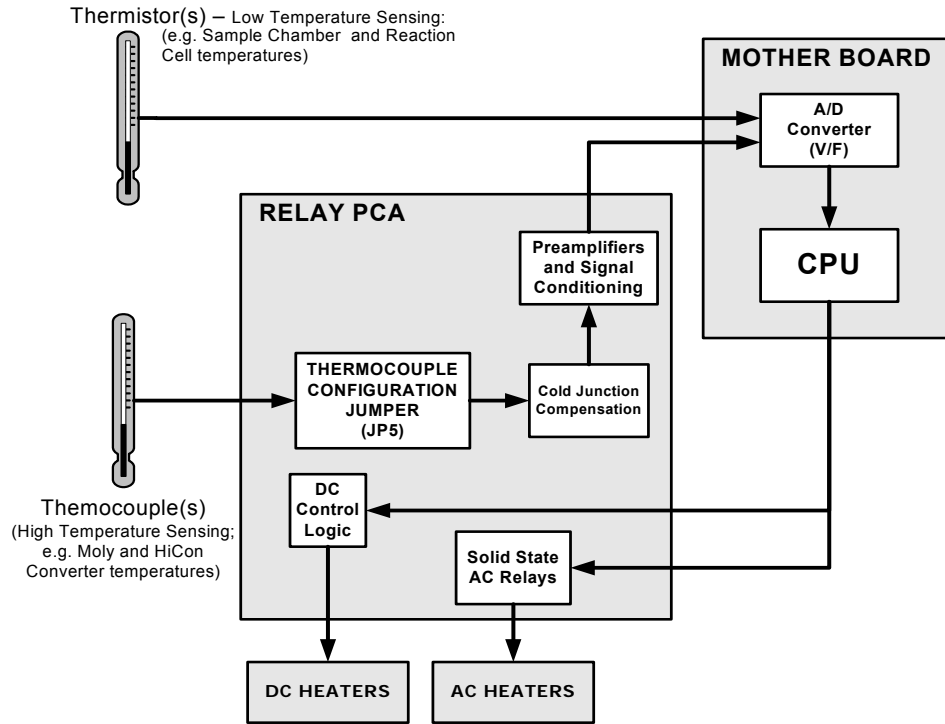 Thermistor(s) – Low Temperature Sensing:
(e.g. Sample Chamber and Reaction
Cell temperatures)
MOTHER BOARD
A/D
Converter
(V/F)
CPU
RELAY PCA
Preamplifiers
and Signal
Conditioning
THERMOCOUPLE
CONFIGURATION
JUMPER
(JP5)
Cold Junction
Compensation
Themocouple(s)
(High Temperature Sensing;
e.g. Moly and HiCon
Converter temperatures)
DC
Control
Logic
Solid State
AC Relays
DC HEATERS
AC HEATERS